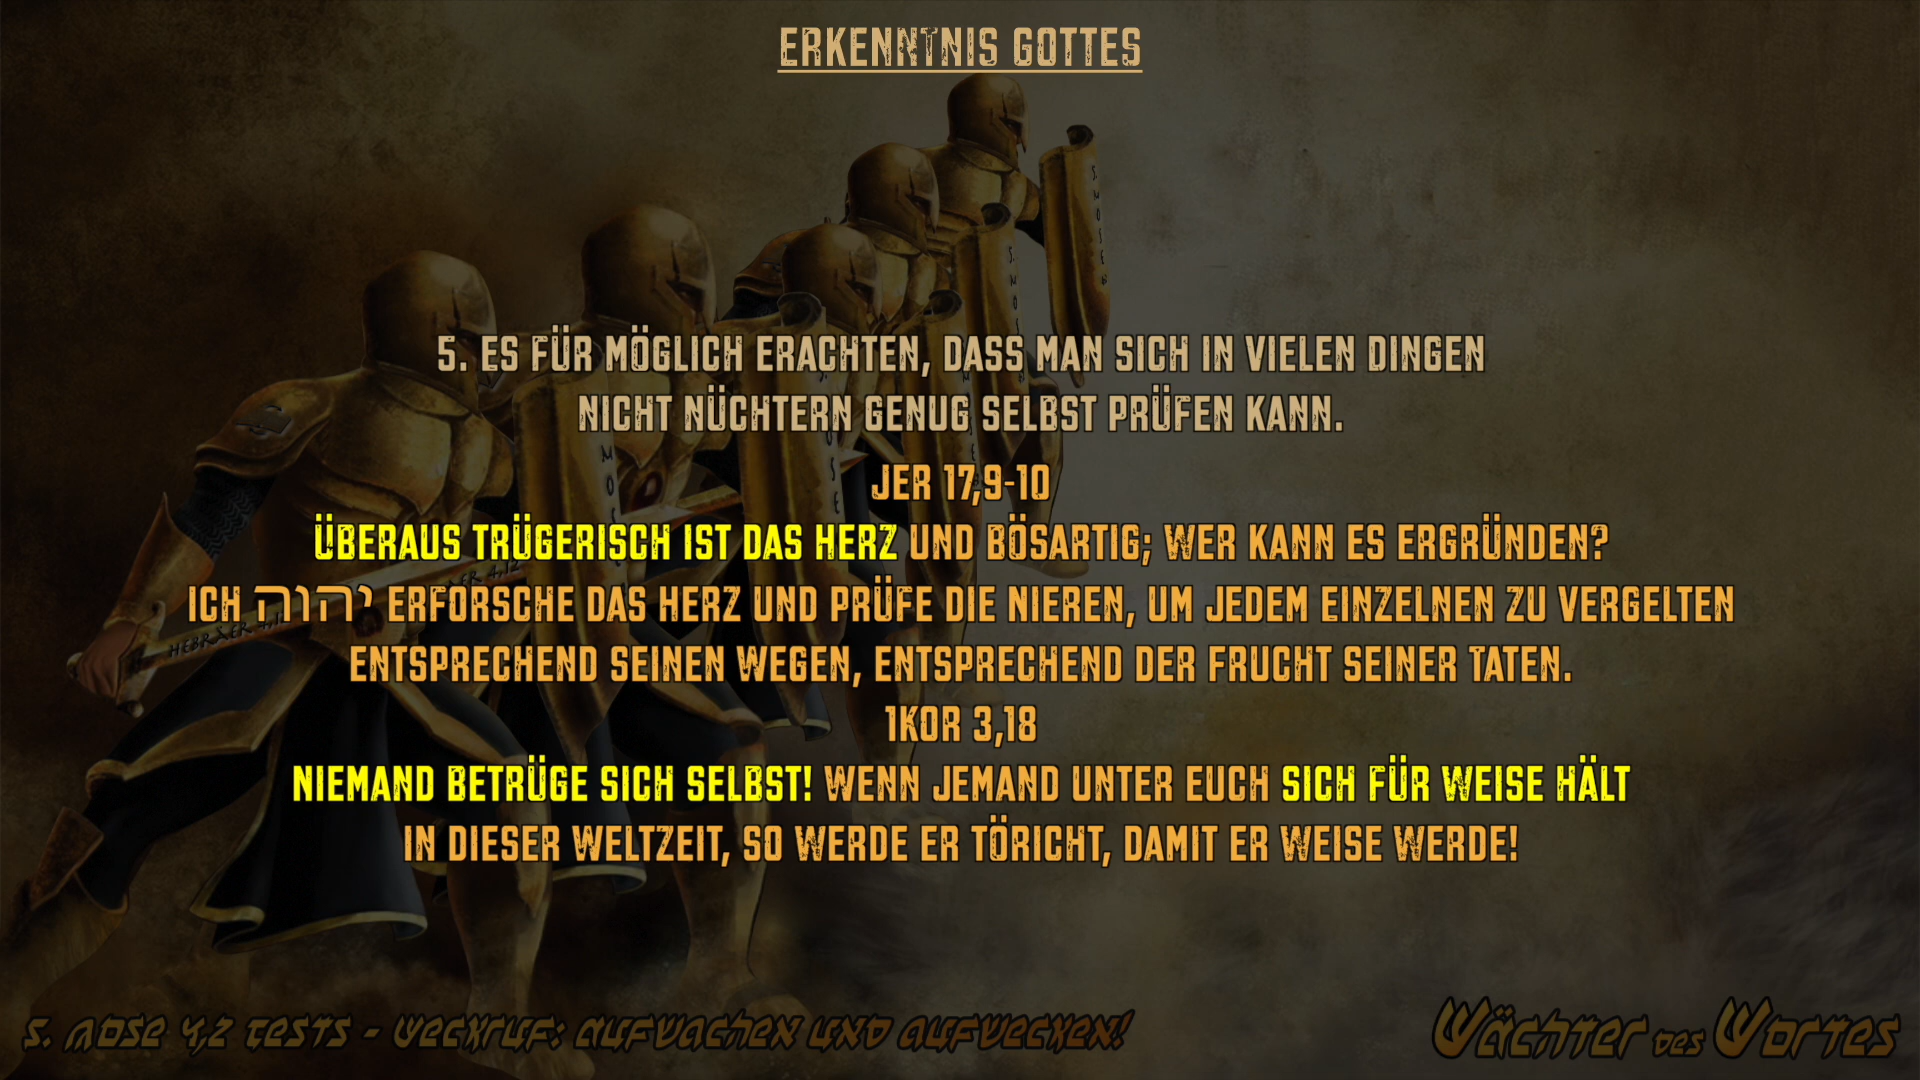 ERKENNTNIS GOTTES
5. ES FÜR MÖGLICH ERACHTEN, DASS MAN SICH IN VIELEN DINGEN
NICHT NÜCHTERN GENUG SELBST PRÜFEN KANN.
JER 17,9-10
ÜBERAUS TRÜGERISCH IST DAS HERZ UND BÖSARTIG; WER KANN ES ERGRÜNDEN?
ICH יהוה ERFORSCHE DAS HERZ UND PRÜFE DIE NIEREN, UM JEDEM EINZELNEN ZU VERGELTEN
ENTSPRECHEND SEINEN WEGEN, ENTSPRECHEND DER FRUCHT SEINER TATEN.
1KOR 3,18
NIEMAND BETRÜGE SICH SELBST! WENN JEMAND UNTER EUCH SICH FÜR WEISE HÄLT
IN DIESER WELTZEIT, SO WERDE ER TÖRICHT, DAMIT ER WEISE WERDE!
5. MOSE 4,2 TESTS - WECKRUF: AUFWACHEN UND AUFWECKEN!
WÄCHTER DES WORTES